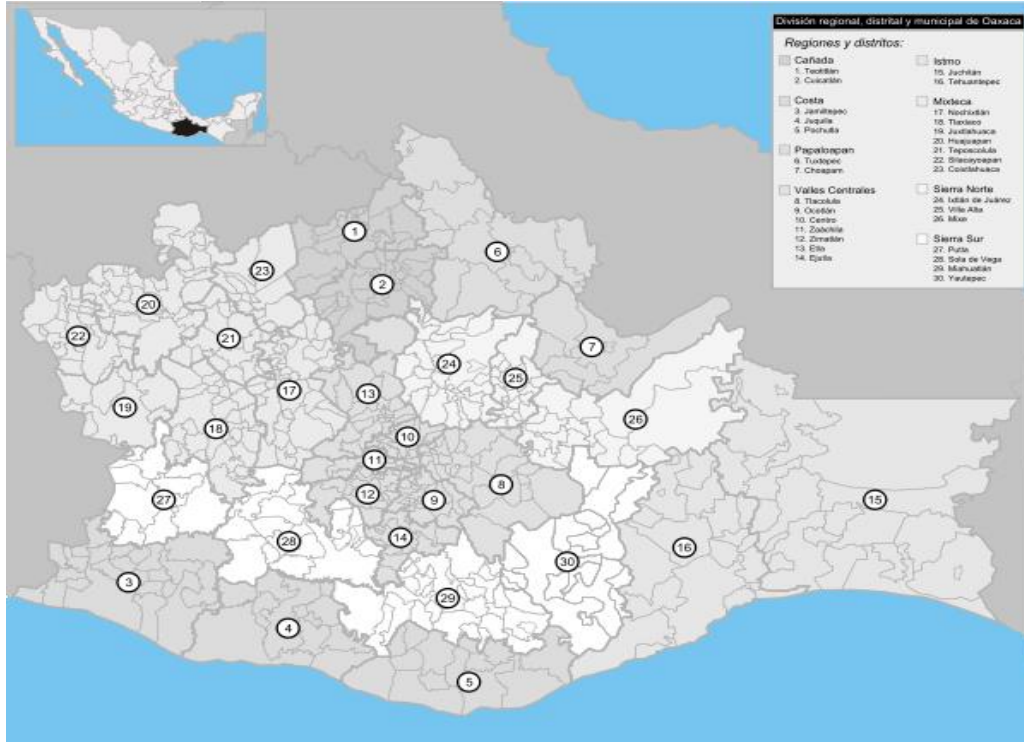 División regional, distrital y municipal de Oaxaca
Regiones y distritos:
Cañada
1. Teotitlán
2. Cuicatlán
Costa
3. Jamiltepec
4. Juquila
5. Pochutla
Papaloapan
6. Tuxtepec
7. Choapam
Valles Centrales
8. Tlacolula
9. Ocotlán
10. Centro
11. Zaachila
12. Zimatlán
13. Etla
14. Ejutla
Istmo
15. Juchitán
16. Tehuantepec
Mixteca
17. Nochixtlán
18. Tlaxiaco
19. Juxtlahuaca
20. Huajuapan
21. Teposcolula
22. Silacayoapan
23. Coixtlahuaca
Sierra Norte
24. Ixtlán de Juárez
25. Villa Alta
26. Mixe
Sierra Sur
27. Putla
28. Sola de Vega
29. Miahuatlán
30. Yautepec
1
6
23
2
20
22
21
7
24
25
17
13
19
26
18
10
11
8
27
12
9
15
14
28
16
30
3
29
4
5